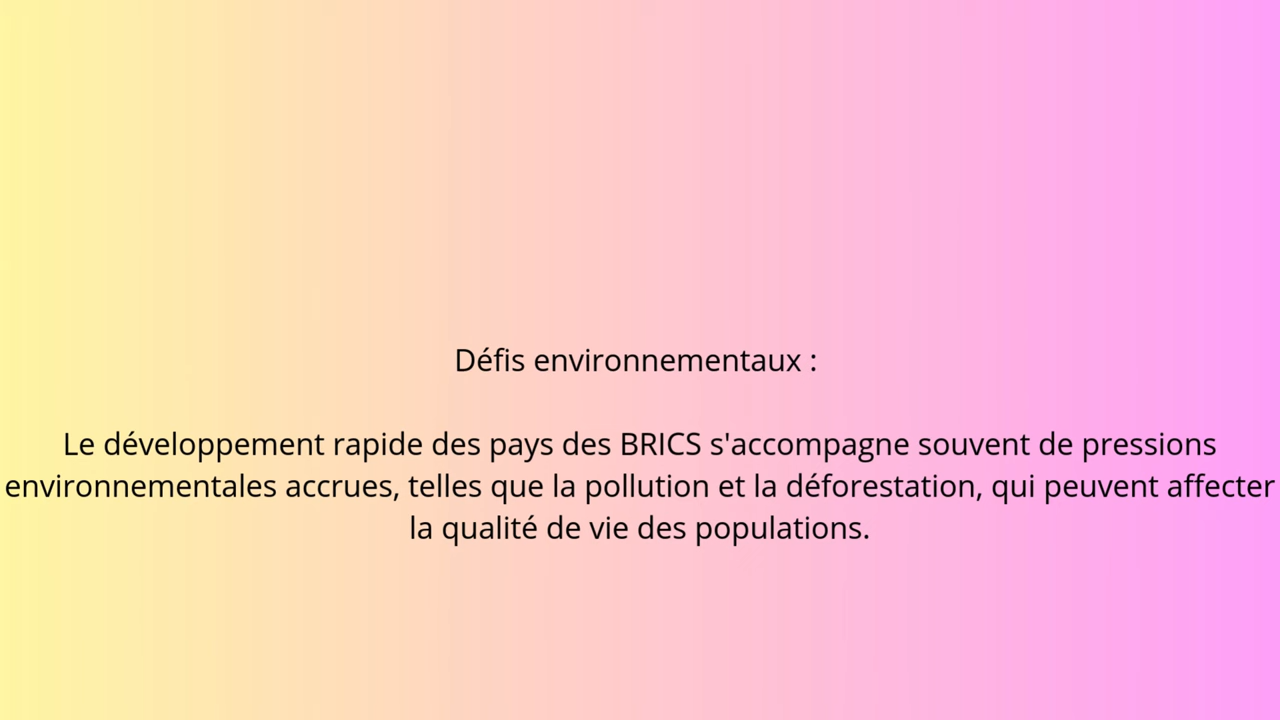 Défis environnementaux :
Le développement rapide des pays des BRICS s'accompagne souvent de pressions
environnementales accrues, telles que la pollution et la déforestation, qui peuvent affecter
la qualité de vie des populations.